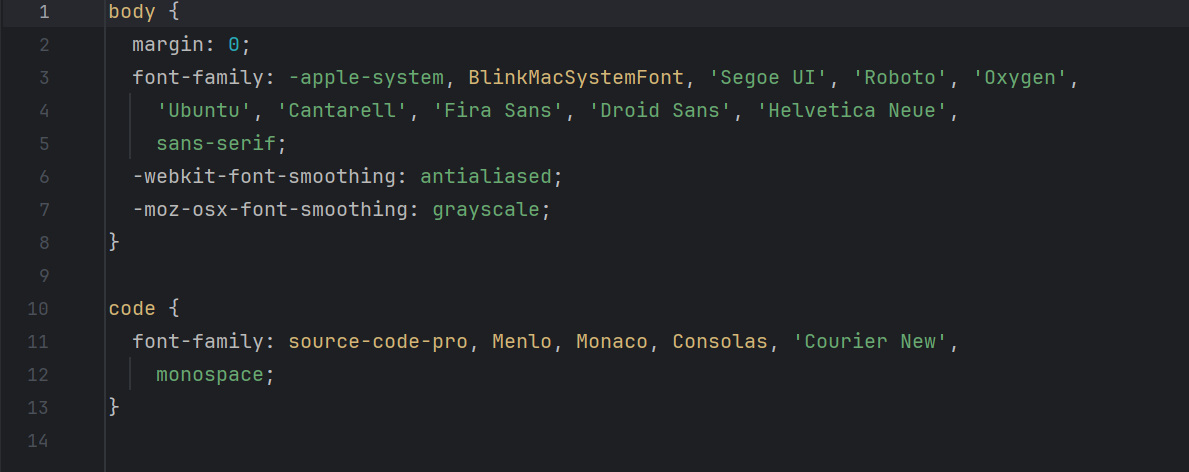 1 body {
2   margin: 0;
3   font-family: -apple-system, BlinkMacSystemFont, 'Segoe UI', 'Roboto', 'Oxygen',
4     'Ubuntu', 'Cantarell', 'Fira Sans', 'Droid Sans', 'Helvetica Neue',
5     sans-serif;
6   -webkit-font-smoothing: antialiased;
7   -moz-osx-font-smoothing: grayscale;
8 }
9
10 code {
11   font-family: source-code-pro, Menlo, Monaco, Consolas, 'Courier New',
12     monospace;
13 }
14